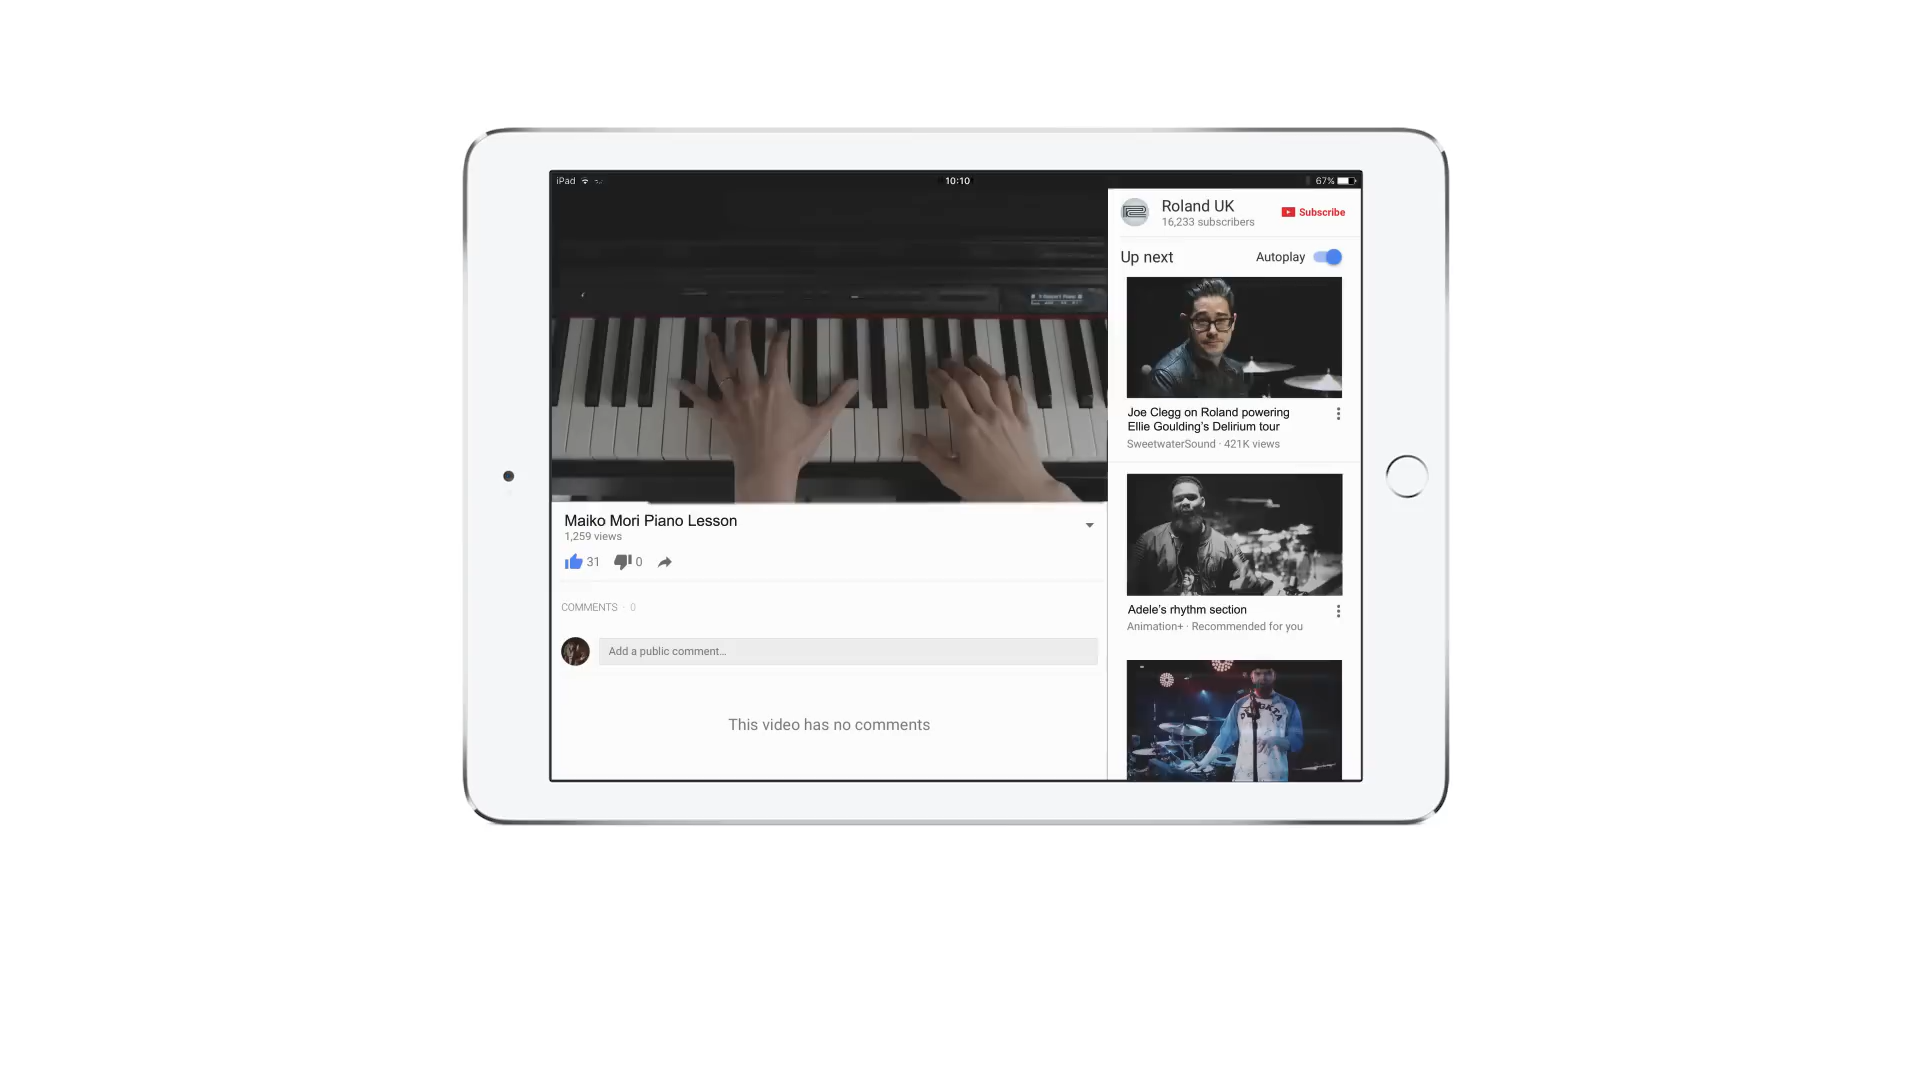 iPad
10:10
67%
Roland UK
16,233 subscribers
Subscribe
Up next
Autoplay
Joe Clegg on Roland powering
Ellie Goulding’s Delirium tour
SweetwaterSound · 421K views
Adele’s rhythm section
Animation+ · Recommended for you
Maiko Mori Piano Lesson
1,259 views
31
0
COMMENTS · 0
Add a public comment...
This video has no comments